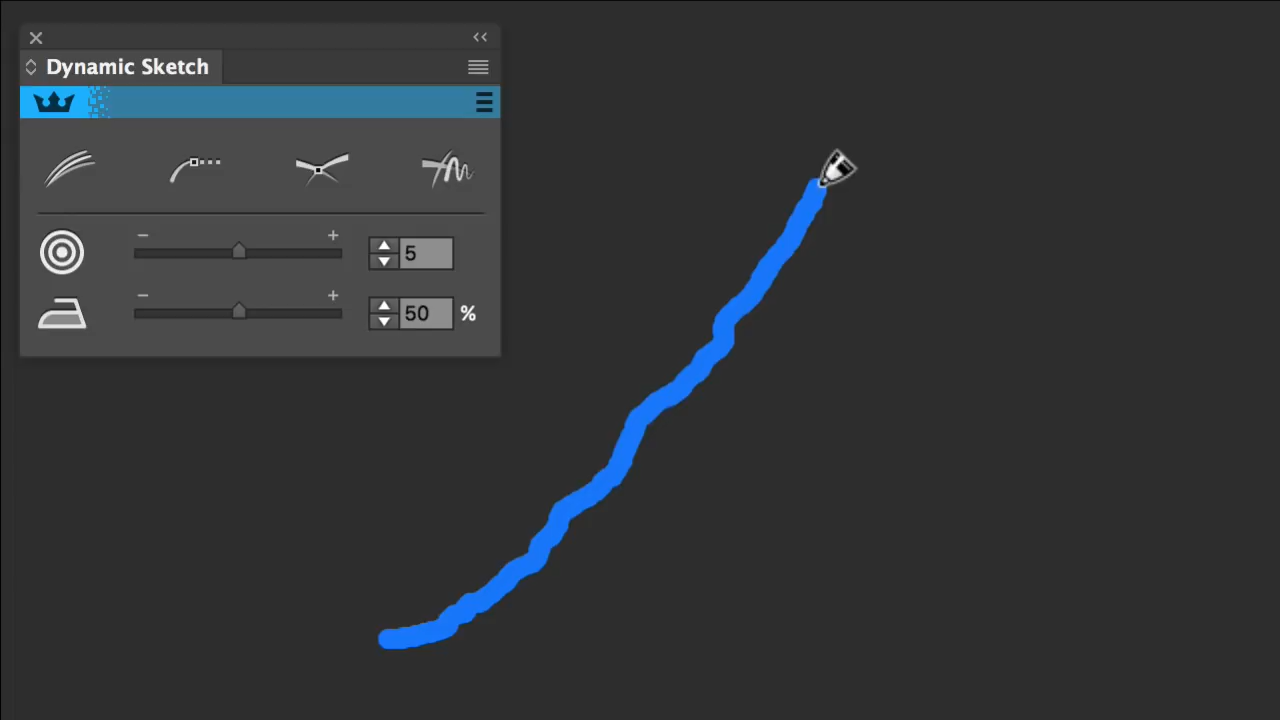 Dynamic Sketch
− +
5
− +
50 %